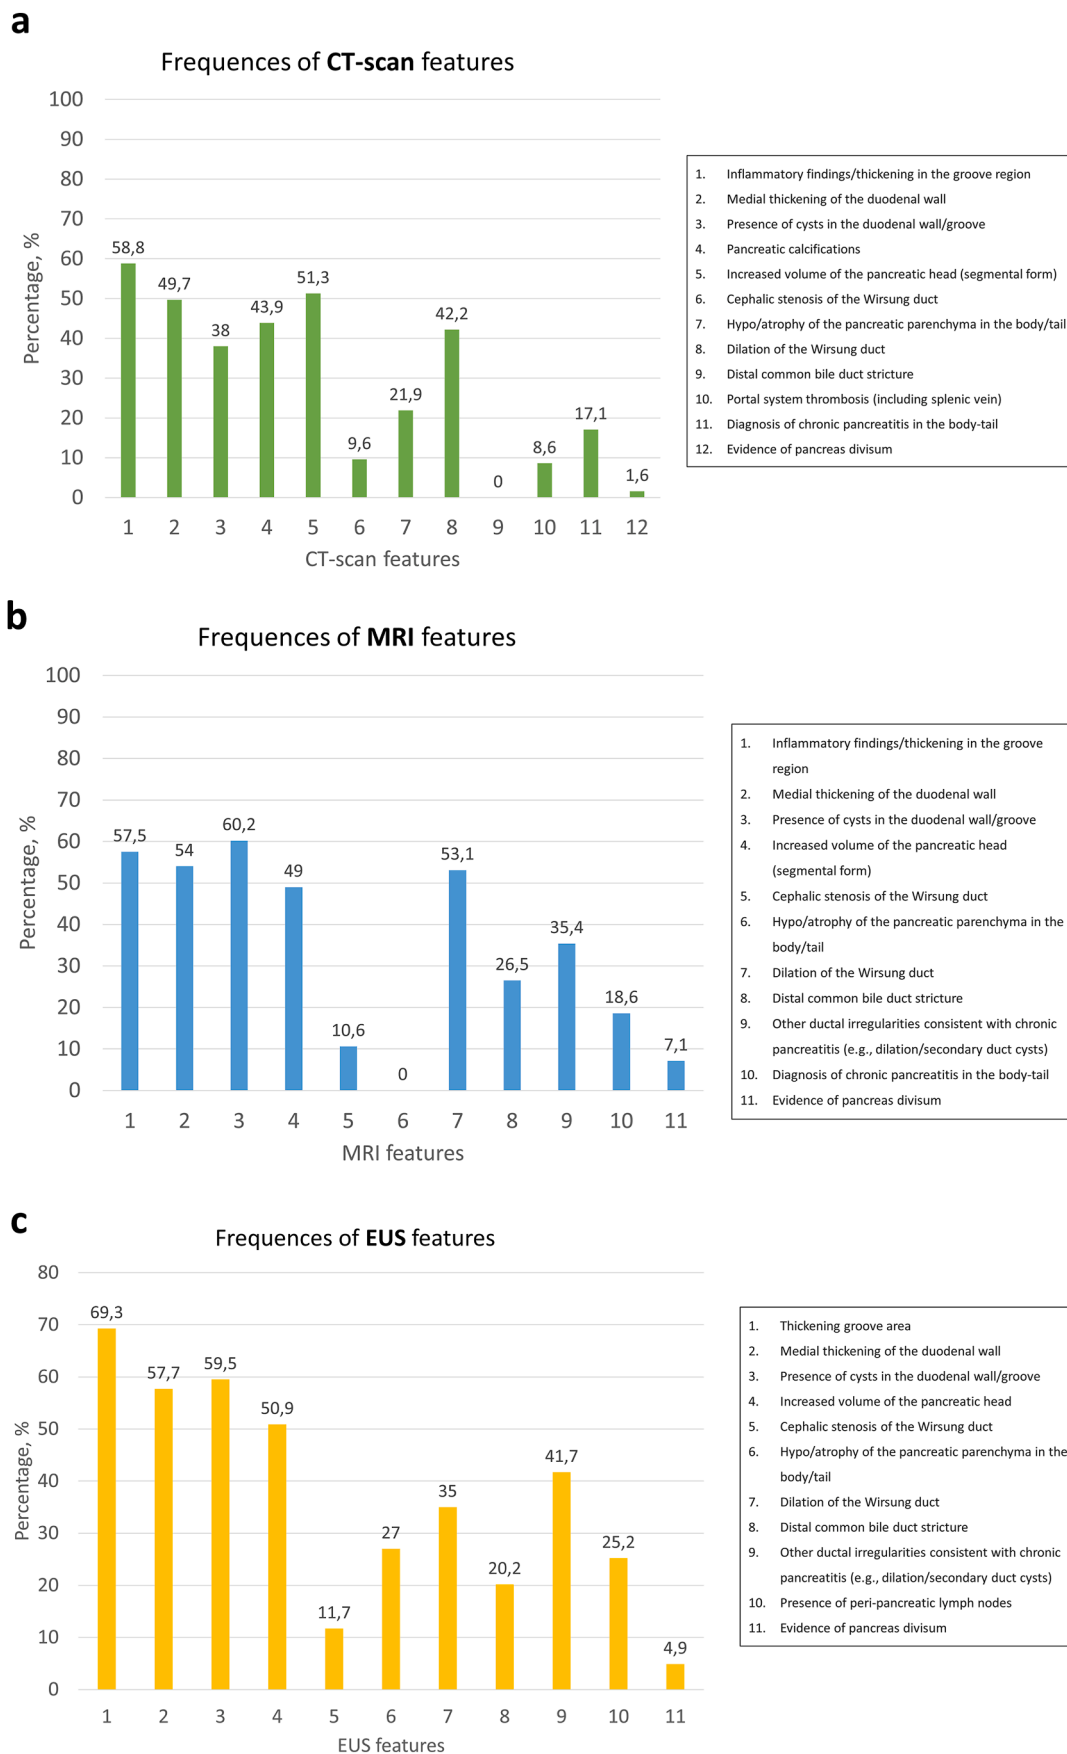 a
Frequences of CT-scan features
100
90
80
70
60
50
40
30
20
10
0
Percentage, %
58,8
49,7
38
43,9
51,3
9,6
21,9
42,2
0
8,6
17,1
1,6
1 2 3 4 5 6 7 8 9 10 11 12
CT-scan features
1. Inflammatory findings/thickening in the groove region
2. Medial thickening of the duodenal wall
3. Presence of cysts in the duodenal wall/groove
4. Pancreatic calcifications
5. Increased volume of the pancreatic head (segmental form)
6. Cephalic stenosis of the Wirsung duct
7. Hypo/atrophy of the pancreatic parenchyma in the body/tail
8. Dilation of the Wirsung duct
9. Distal common bile duct stricture
10. Portal system thrombosis (including splenic vein)
11. Diagnosis of chronic pancreatitis in the body-tail
12. Evidence of pancreas divisum
b
Frequences of MRI features
100
90
80
70
60
50
40
30
20
10
0
Percentage, %
57,5
54
60,2
49
10,6
0
53,1
26,5
35,4
18,6
7,1
1 2 3 4 5 6 7 8 9 10 11
MRI features
1. Inflammatory findings/thickening in the groove
region
2. Medial thickening of the duodenal wall
3. Presence of cysts in the duodenal wall/groove
4. Increased volume of the pancreatic head
(segmental form)
5. Cephalic stenosis of the Wirsung duct
6. Hypo/atrophy of the pancreatic parenchyma in the
body/tail
7. Dilation of the Wirsung duct
8. Distal common bile duct stricture
9. Other ductal irregularities consistent with chronic
pancreatitis (e.g., dilation/secondary duct cysts)
10. Diagnosis of chronic pancreatitis in the body-tail
11. Evidence of pancreas divisum
c
Frequences of EUS features
80
70
60
50
40
30
20
10
0
Percentage, %
69,3
57,7
59,5
50,9
11,7
27
35
20,2
41,7
25,2
4,9
1 2 3 4 5 6 7 8 9 10 11
EUS features
1. Thickening groove area
2. Medial thickening of the duodenal wall
3. Presence of cysts in the duodenal wall/groove
4. Increased volume of the pancreatic head
5. Cephalic stenosis of the Wirsung duct
6. Hypo/atrophy of the pancreatic parenchyma in the
body/tail
7. Dilation of the Wirsung duct
8. Distal common bile duct stricture
9. Other ductal irregularities consistent with chronic
pancreatitis (e.g., dilation/secondary duct cysts)
10. Presence of peri-pancreatic lymph nodes
11. Evidence of pancreas divisum